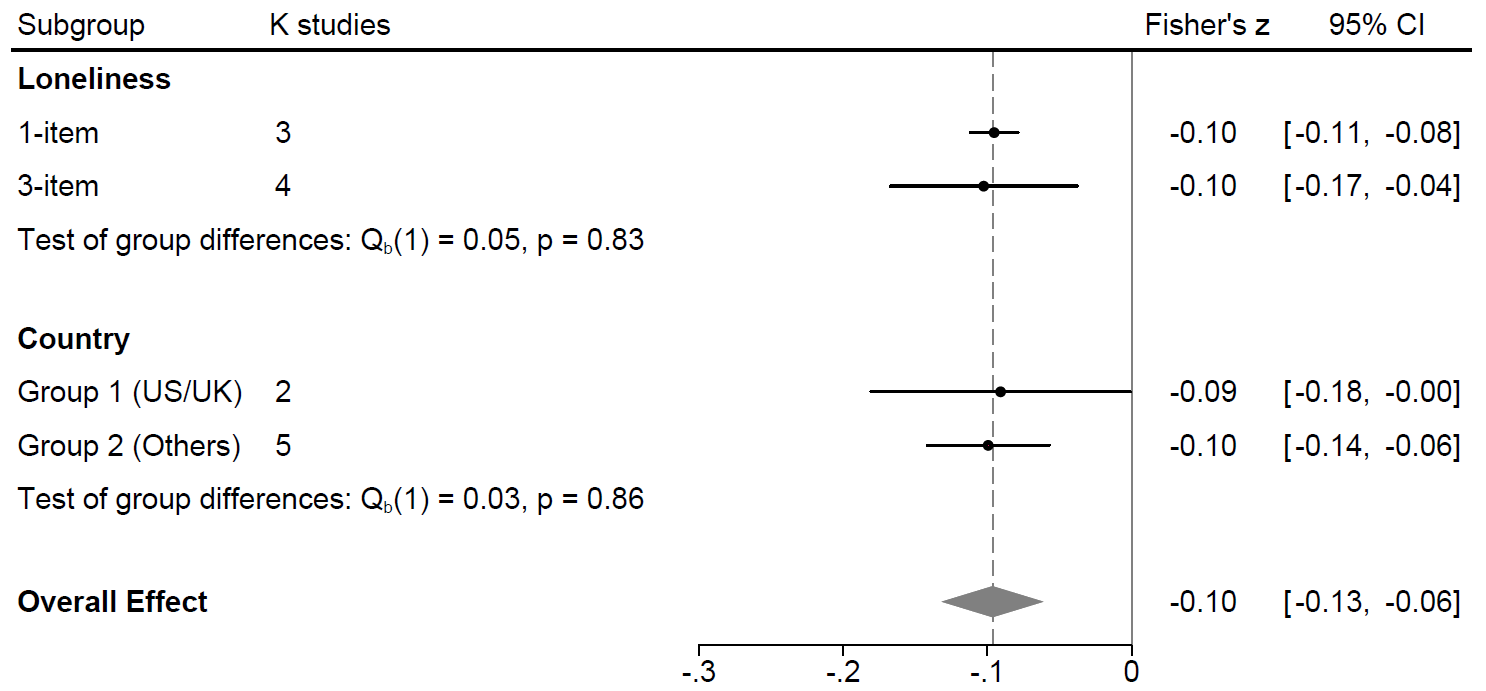 Subgroup K studies Fisher's z 95% CI
Loneliness
1-item 3 -0.10 [-0.11, -0.08]
3-item 4 -0.10 [-0.17, -0.04]
Test of group differences: Qb(1) = 0.05, p = 0.83
Country
Group 1 (US/UK) 2 -0.09 [-0.18, -0.00]
Group 2 (Others) 5 -0.10 [-0.14, -0.06]
Test of group differences: Qb(1) = 0.03, p = 0.86
Overall Effect -0.10 [-0.13, -0.06]
-.3 -.2 -.1 0